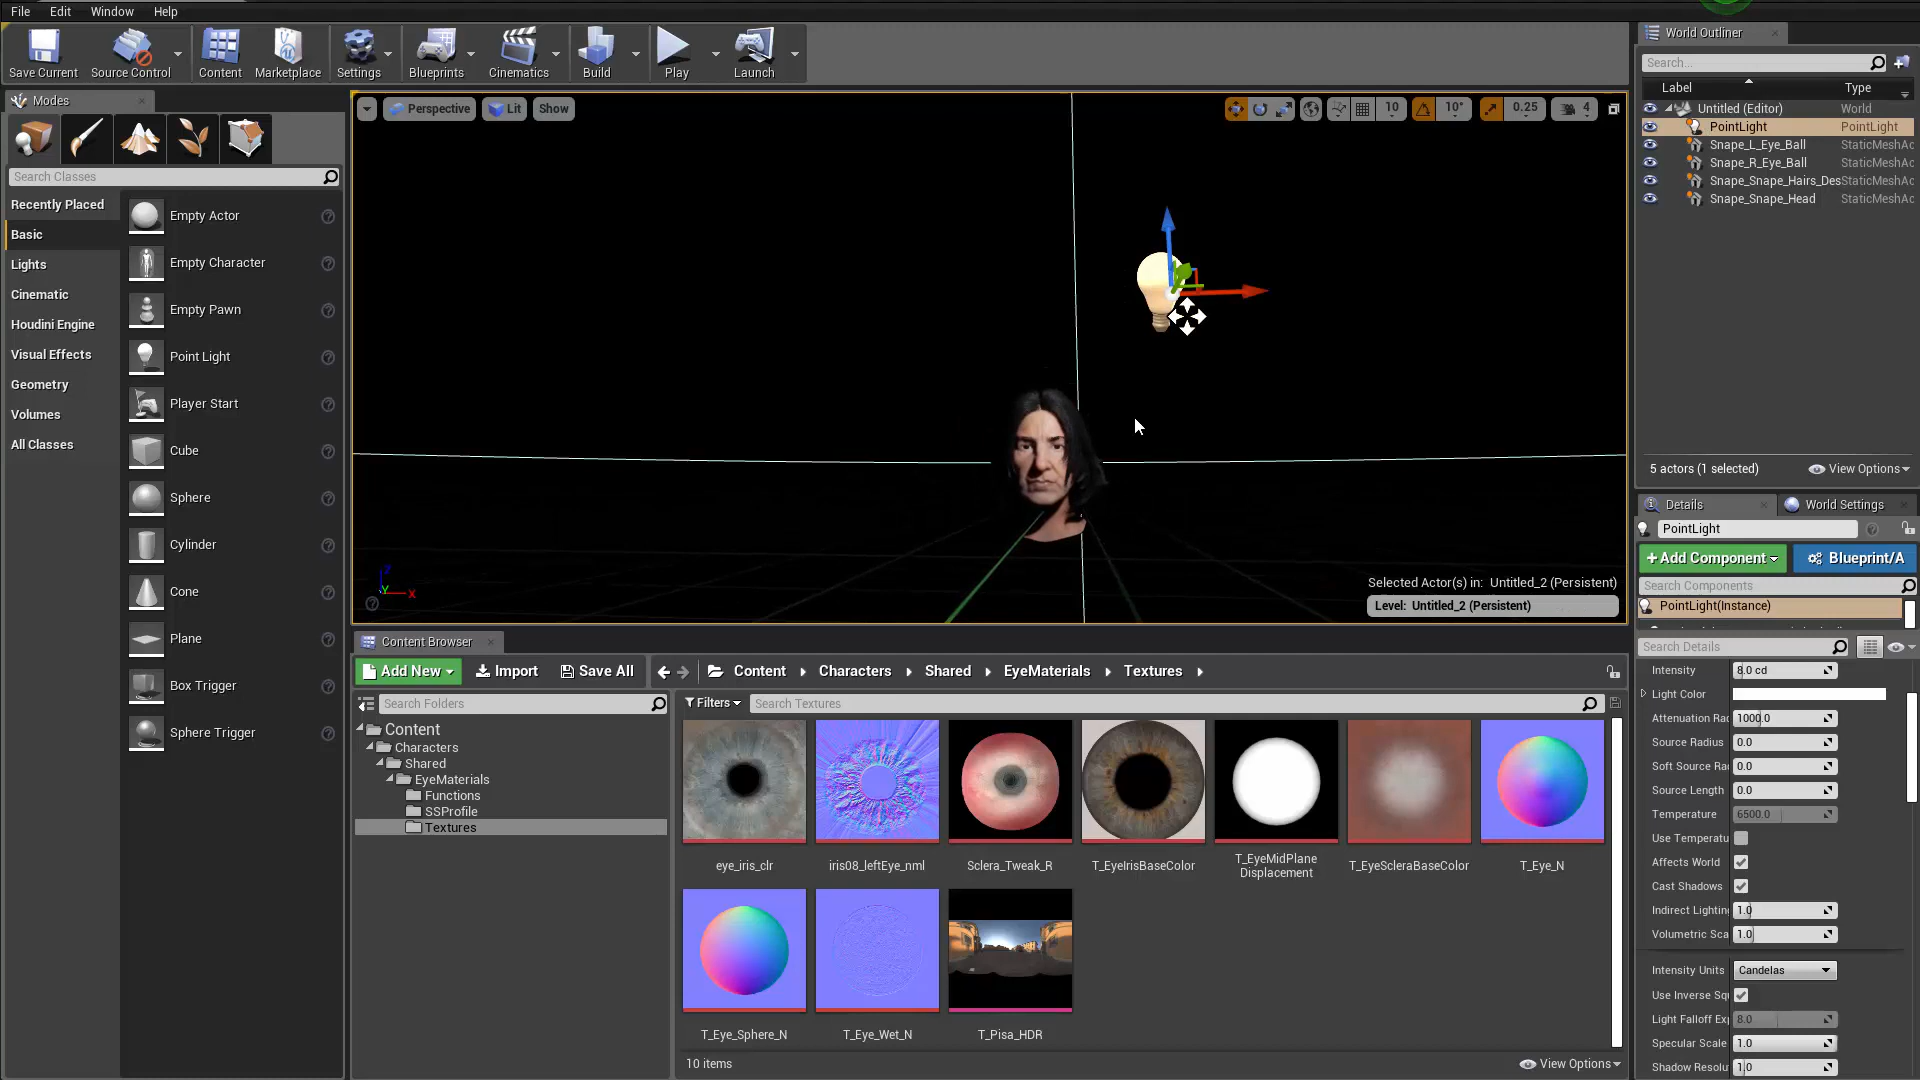 File Edit Window Help
Save Current Source Control Content Marketplace Settings Blueprints Cinematics Build Play Launch
Modes
Search Classes
Recently Placed
Basic
Lights
Cinematic
Houdini Engine
Visual Effects
Geometry
Volumes
All Classes
Empty Actor
Empty Character
Empty Pawn
Point Light
Player Start
Cube
Sphere
Cylinder
Cone
Plane
Box Trigger
Sphere Trigger
Perspective Lit Show 10 10° 0.25 4
Z
Y
X
Selected Actor(s) in: Untitled_2 (Persistent)
Level: Untitled_2 (Persistent)
Content Browser
Add New Import Save All Content Characters Shared EyeMaterials Textures
Search Folders
Filters Search Textures
Content
Characters
Shared
EyeMaterials
Functions
SSProfile
Textures
eye_iris_clr
iris08_leftEye_nml
Sclera_Tweak_R
T_EyeIrisBaseColor
T_EyeMidPlane
Displacement
T_EyeScleraBaseColor
T_Eye_N
T_Eye_Sphere_N
T_Eye_Wet_N
T_Pisa_HDR
10 items
View Options
World Outliner
Search...
Label Type
Untitled (Editor) World
PointLight PointLight
Snape_L_Eye_Ball StaticMeshAc
Snape_R_Eye_Ball StaticMeshAc
Snape_Snape_Hairs_Des StaticMeshAc
Snape_Snape_Head StaticMeshAc
5 actors (1 selected)
View Options
Details World Settings
PointLight
+Add Component Blueprint/A
Search Components
PointLight(Instance)
Search Details
Intensity 8.0 cd
Light Color
Attenuation Rad 1000.0
Source Radius 0.0
Soft Source Ra 0.0
Source Length 0.0
Temperature 6500.0
Use Temperatu
Affects World
Cast Shadows
Indirect Lighting 1.0
Volumetric Sca 1.0
Intensity Units Candelas
Use Inverse Squ
Light Falloff Exp 8.0
Specular Scale 1.0
Shadow Resolu 1.0